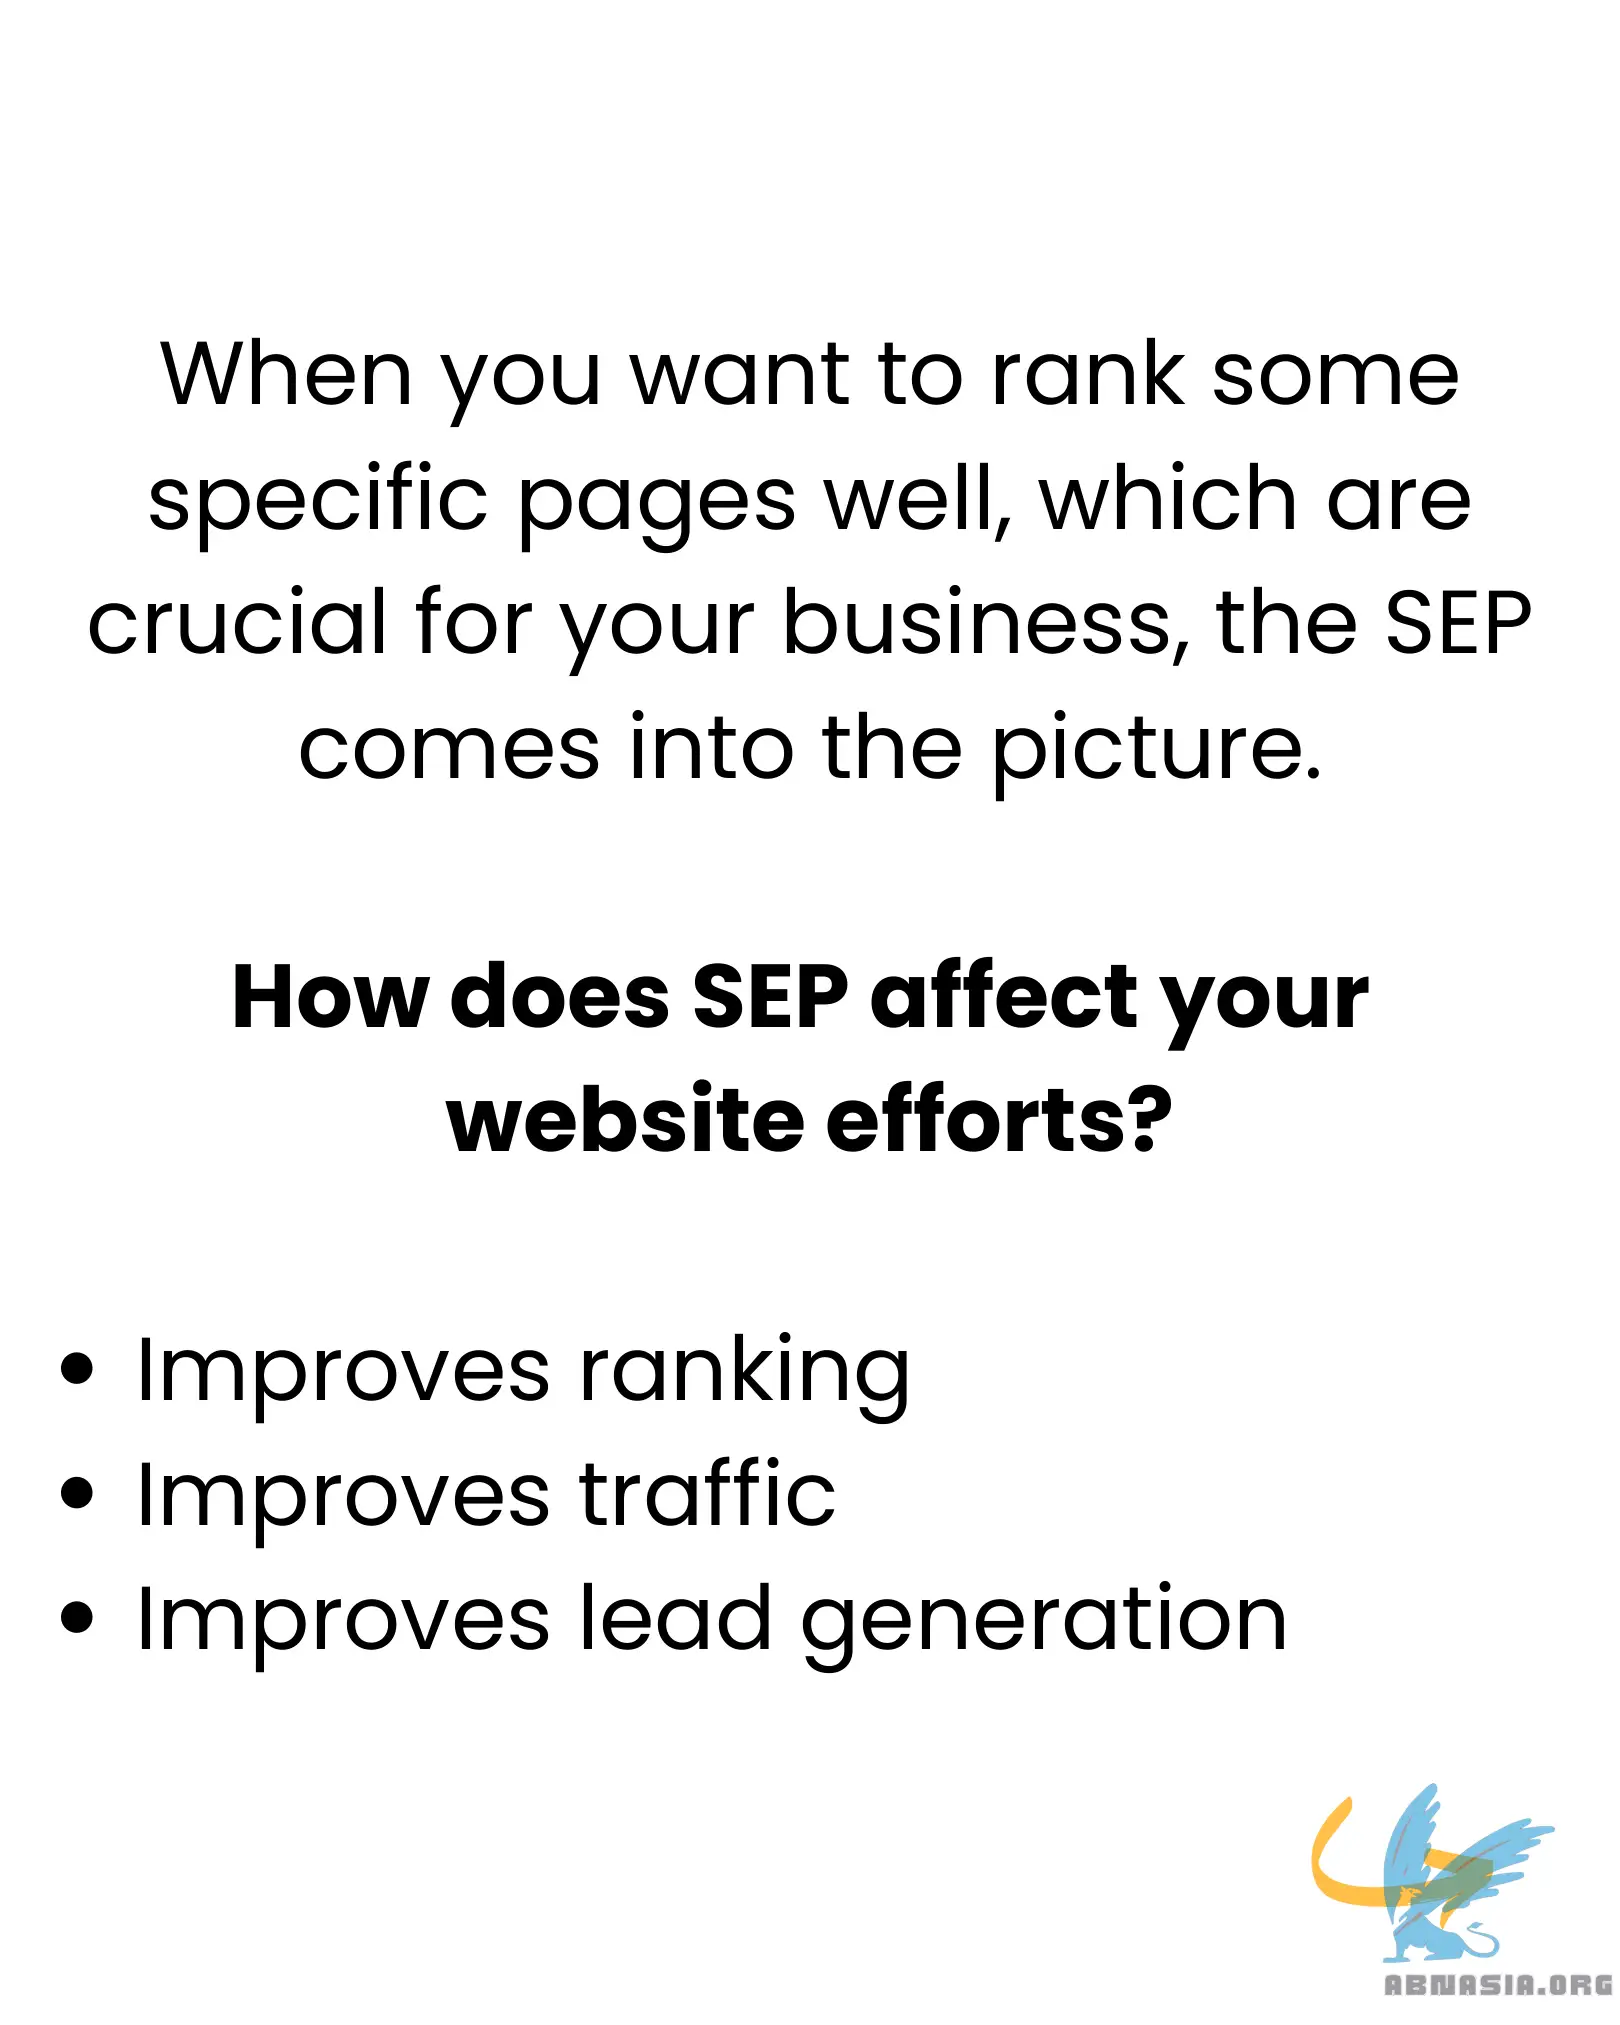 When you want to rank some
specific pages well, which are
crucial for your business, the SEP
comes into the picture.
How does SEP affect your
website efforts?
• Improves ranking
• Improves traffic
• Improves lead generation
ABNASIA.ORG